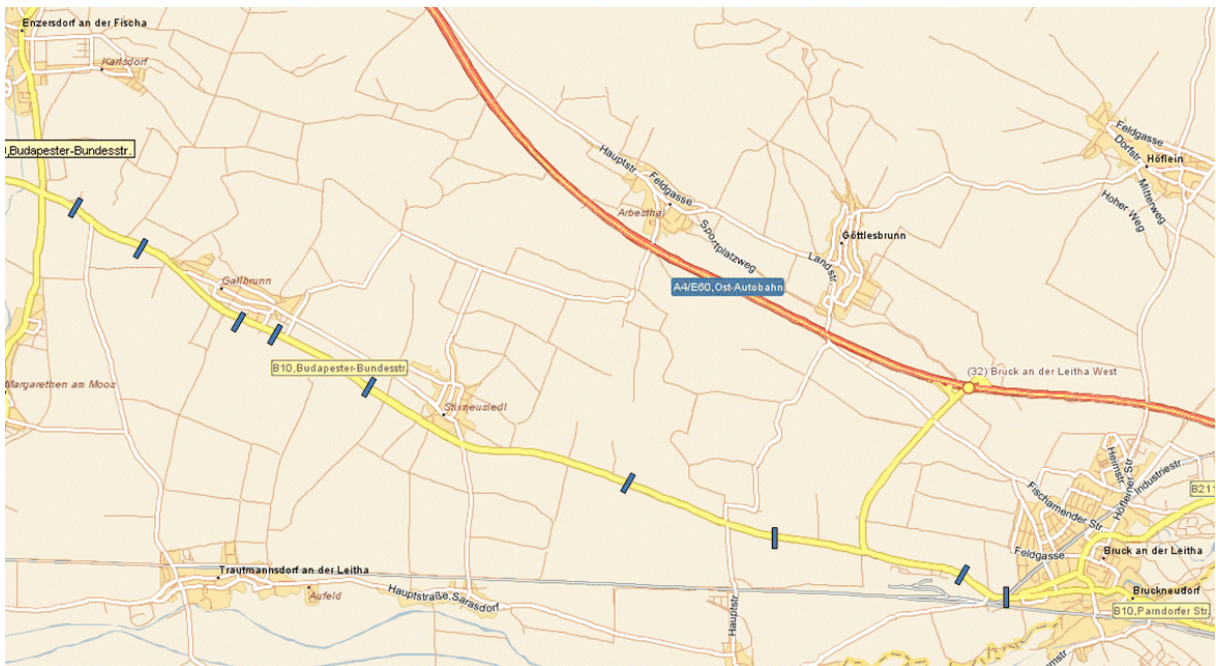 Enzersdorf an der Fischa
Karlsdorf
,Budapester-Bundesstr.
Hauptstr.
Feldgasse
Arbesthal
Sportplatzweg
Göttlesbrunn
Landstr
Feldgasse
Dorfstr.
Höflein
Mitterweg
Hoher Weg
Gallbrunn
A4/E60,Ost-Autobahn
B10,Budapester-Bundesstr.
(32) Bruck an der Leitha West
Margarethen am Moos
Stixneusiedl
Heimstr.
Höfleiner Str
Industriestr
B211
Fischamender Str.
Feldgasse
Bruck an der Leitha
Trautmannsdorf an der Leitha
Aufeld
Hauptstraße,Sarasdorf
Hauptstr
Bruckneudorf
B10,Parndorfer Str.
Heimstr